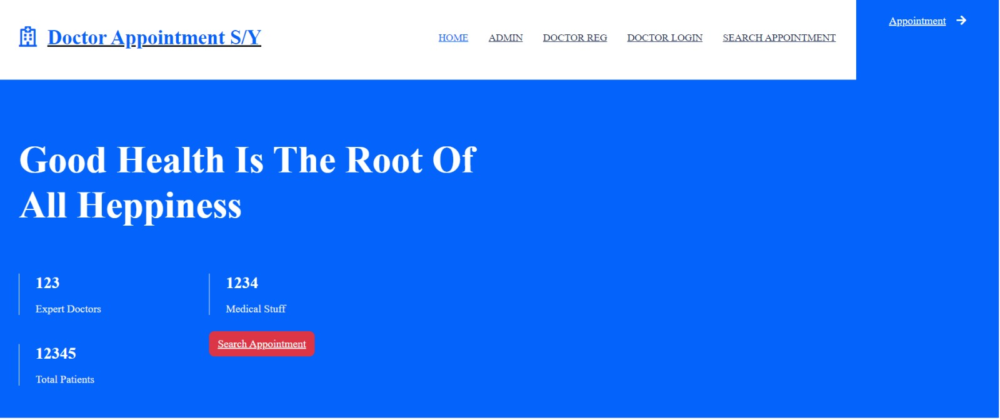 Doctor Appointment S/Y
HOME
ADMIN
DOCTOR REG
DOCTOR LOGIN
SEARCH APPOINTMENT
Appointment
Good Health Is The Root Of
All Heppiness
123
Expert Doctors
1234
Medical Stuff
Search Appointment
12345
Total Patients